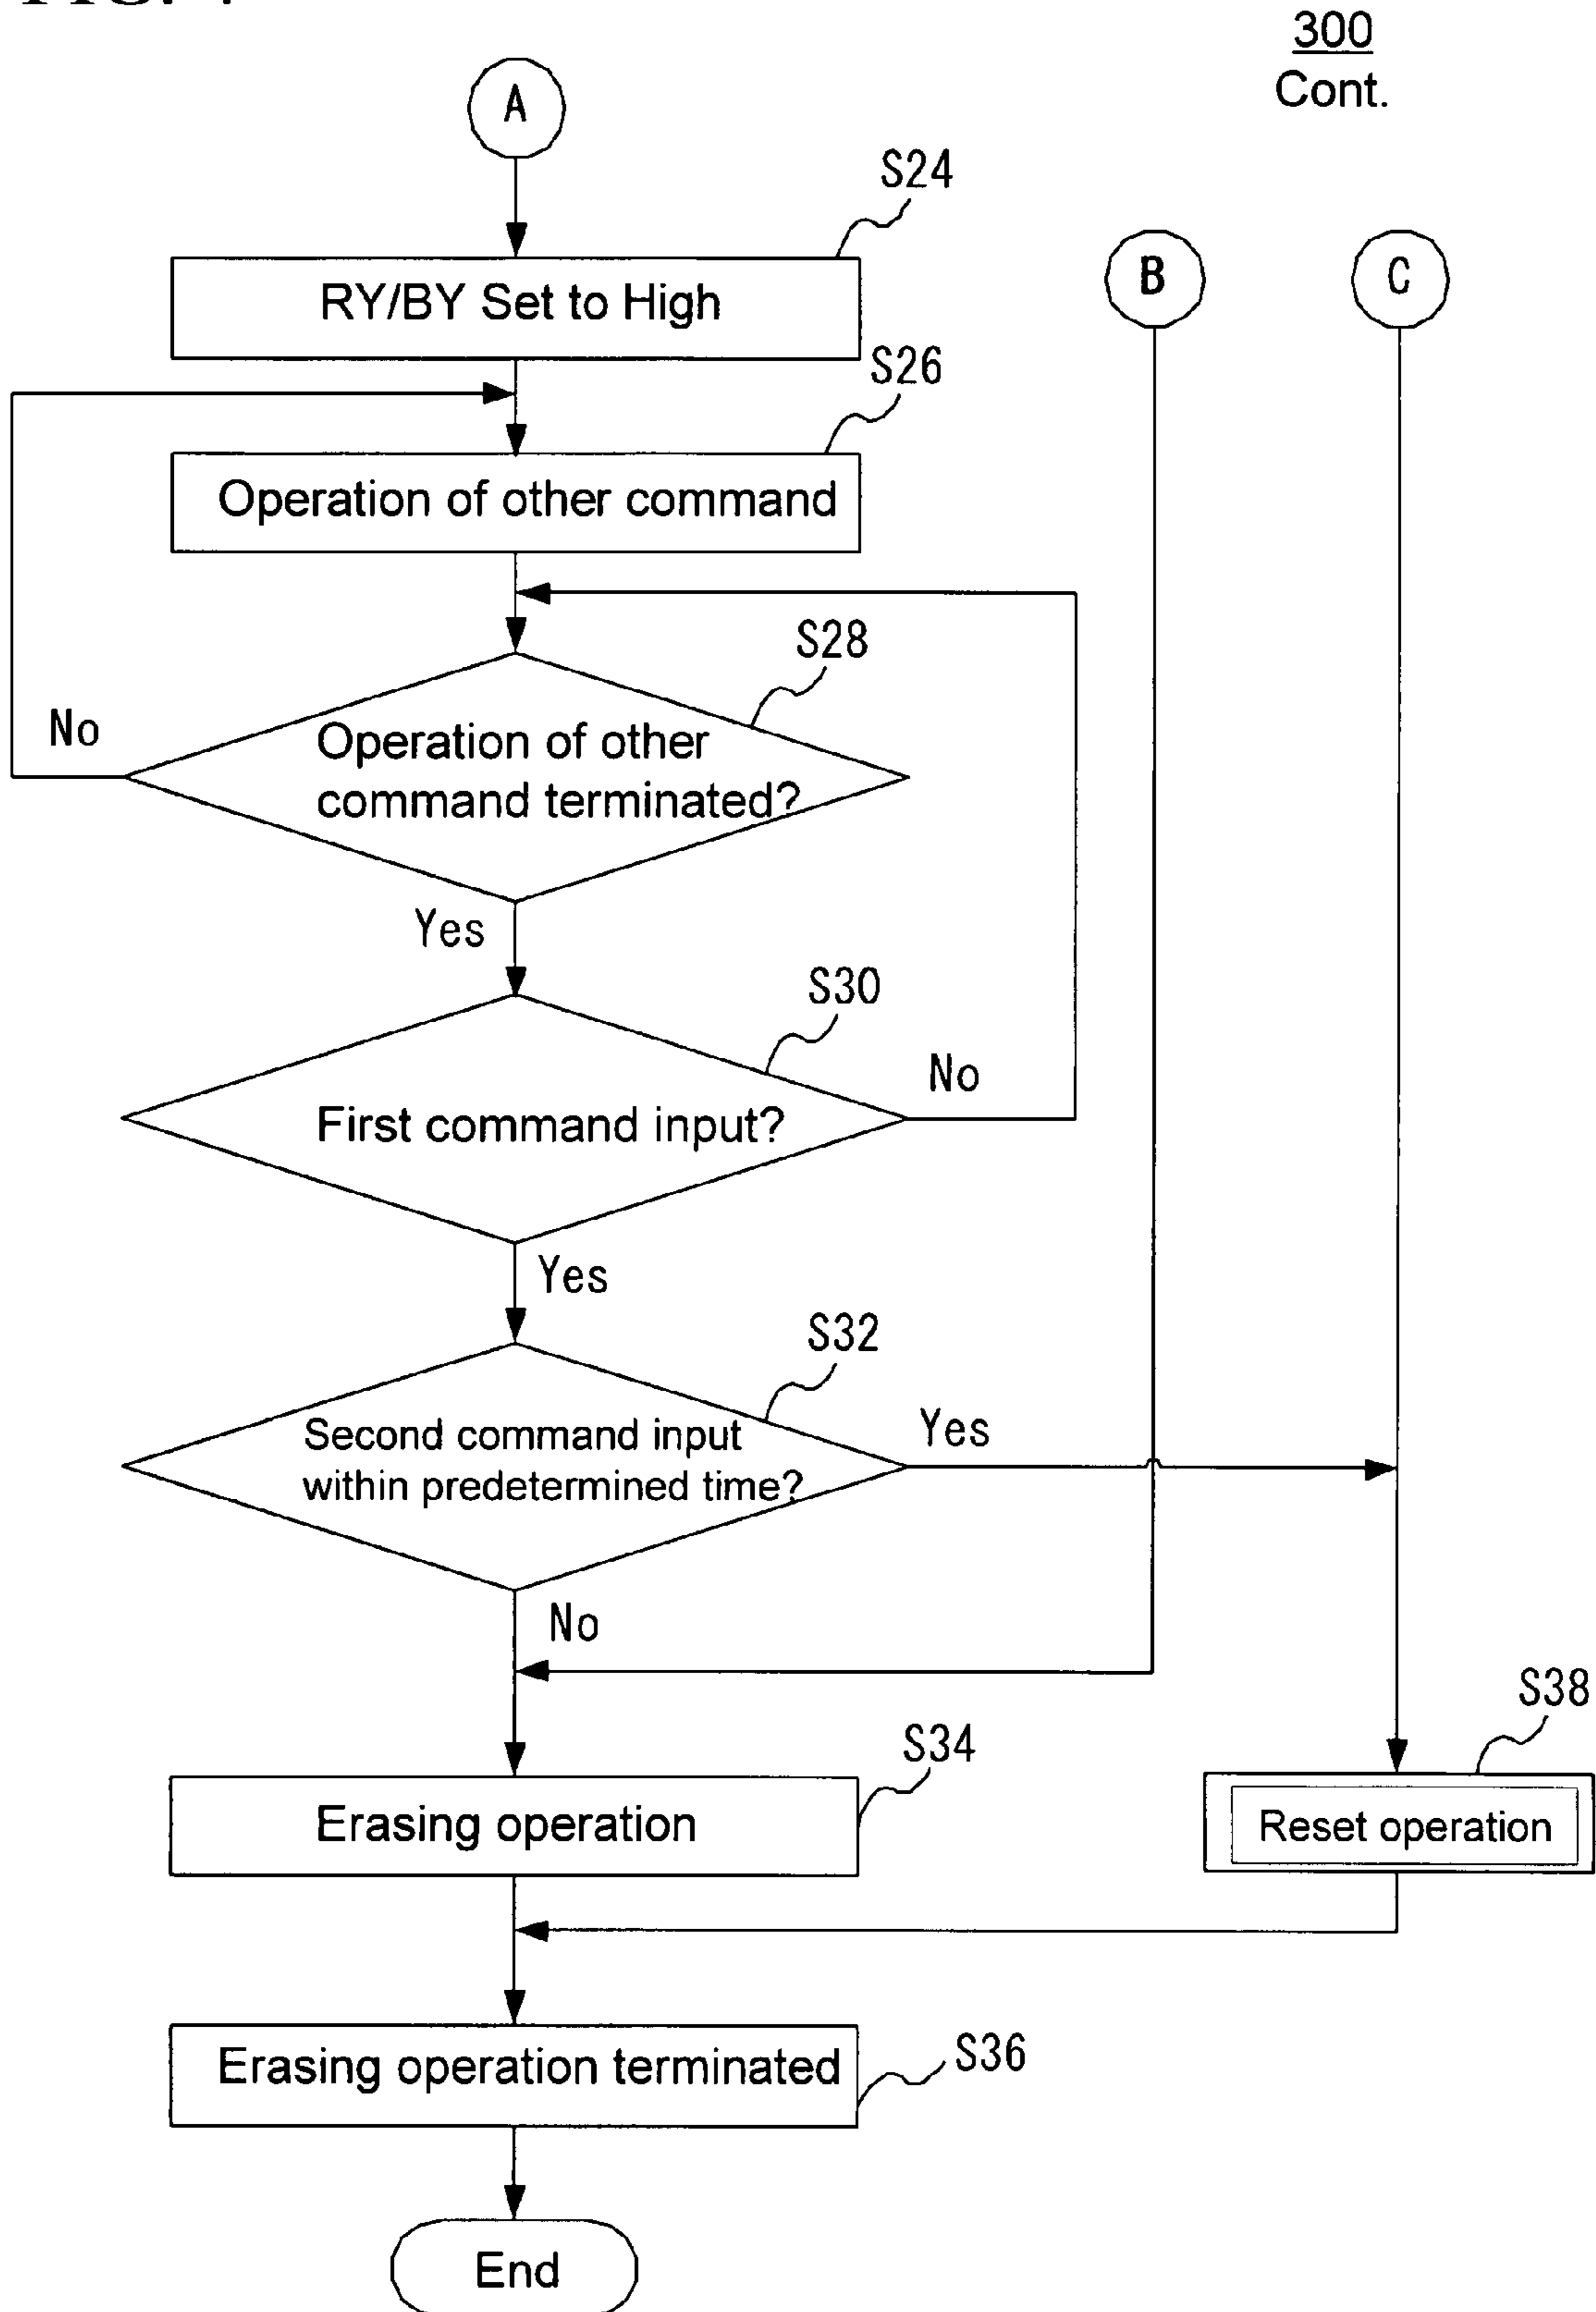 300
Cont.
A
S24
RY/BY Set to High
B
C
S26
Operation of other command
S28
No
Operation of other
command terminated?
Yes
S30
No
First command input?
Yes
S32
Second command input
within predetermined time?
Yes
No
S38
S34
Erasing operation
Reset operation
Erasing operation terminated
S36
End